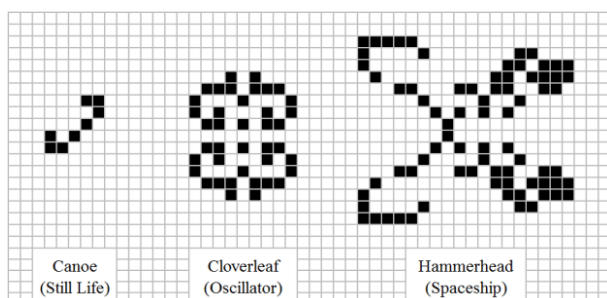 Canoe
(Still Life)
Cloverleaf
(Oscillator)
Hammerhead
(Spaceship)